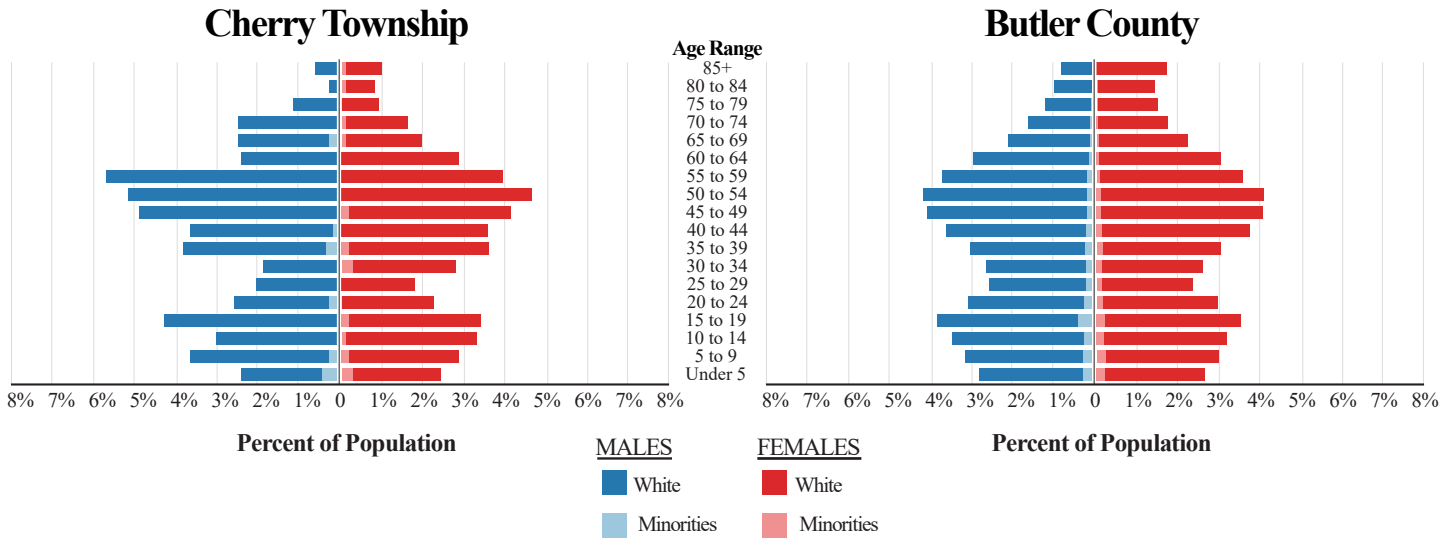 Cherry Township
Butler County
Age Range
85+
80 to 84
75 to 79
70 to 74
65 to 69
60 to 64
55 to 59
50 to 54
45 to 49
40 to 44
35 to 39
30 to 34
25 to 29
20 to 24
15 to 19
10 to 14
5 to 9
Under 5
8% 7% 6% 5% 4% 2% 2% 1% 0 1% 2% 3% 4% 5% 6% 7% 8%
8% 7% 6% 5% 4% 2% 2% 1% 0 1% 2% 3% 4% 5% 6% 7% 8%
Percent of Population
Percent of Population
MALES
FEMALES
White
White
Minorities
Minorities